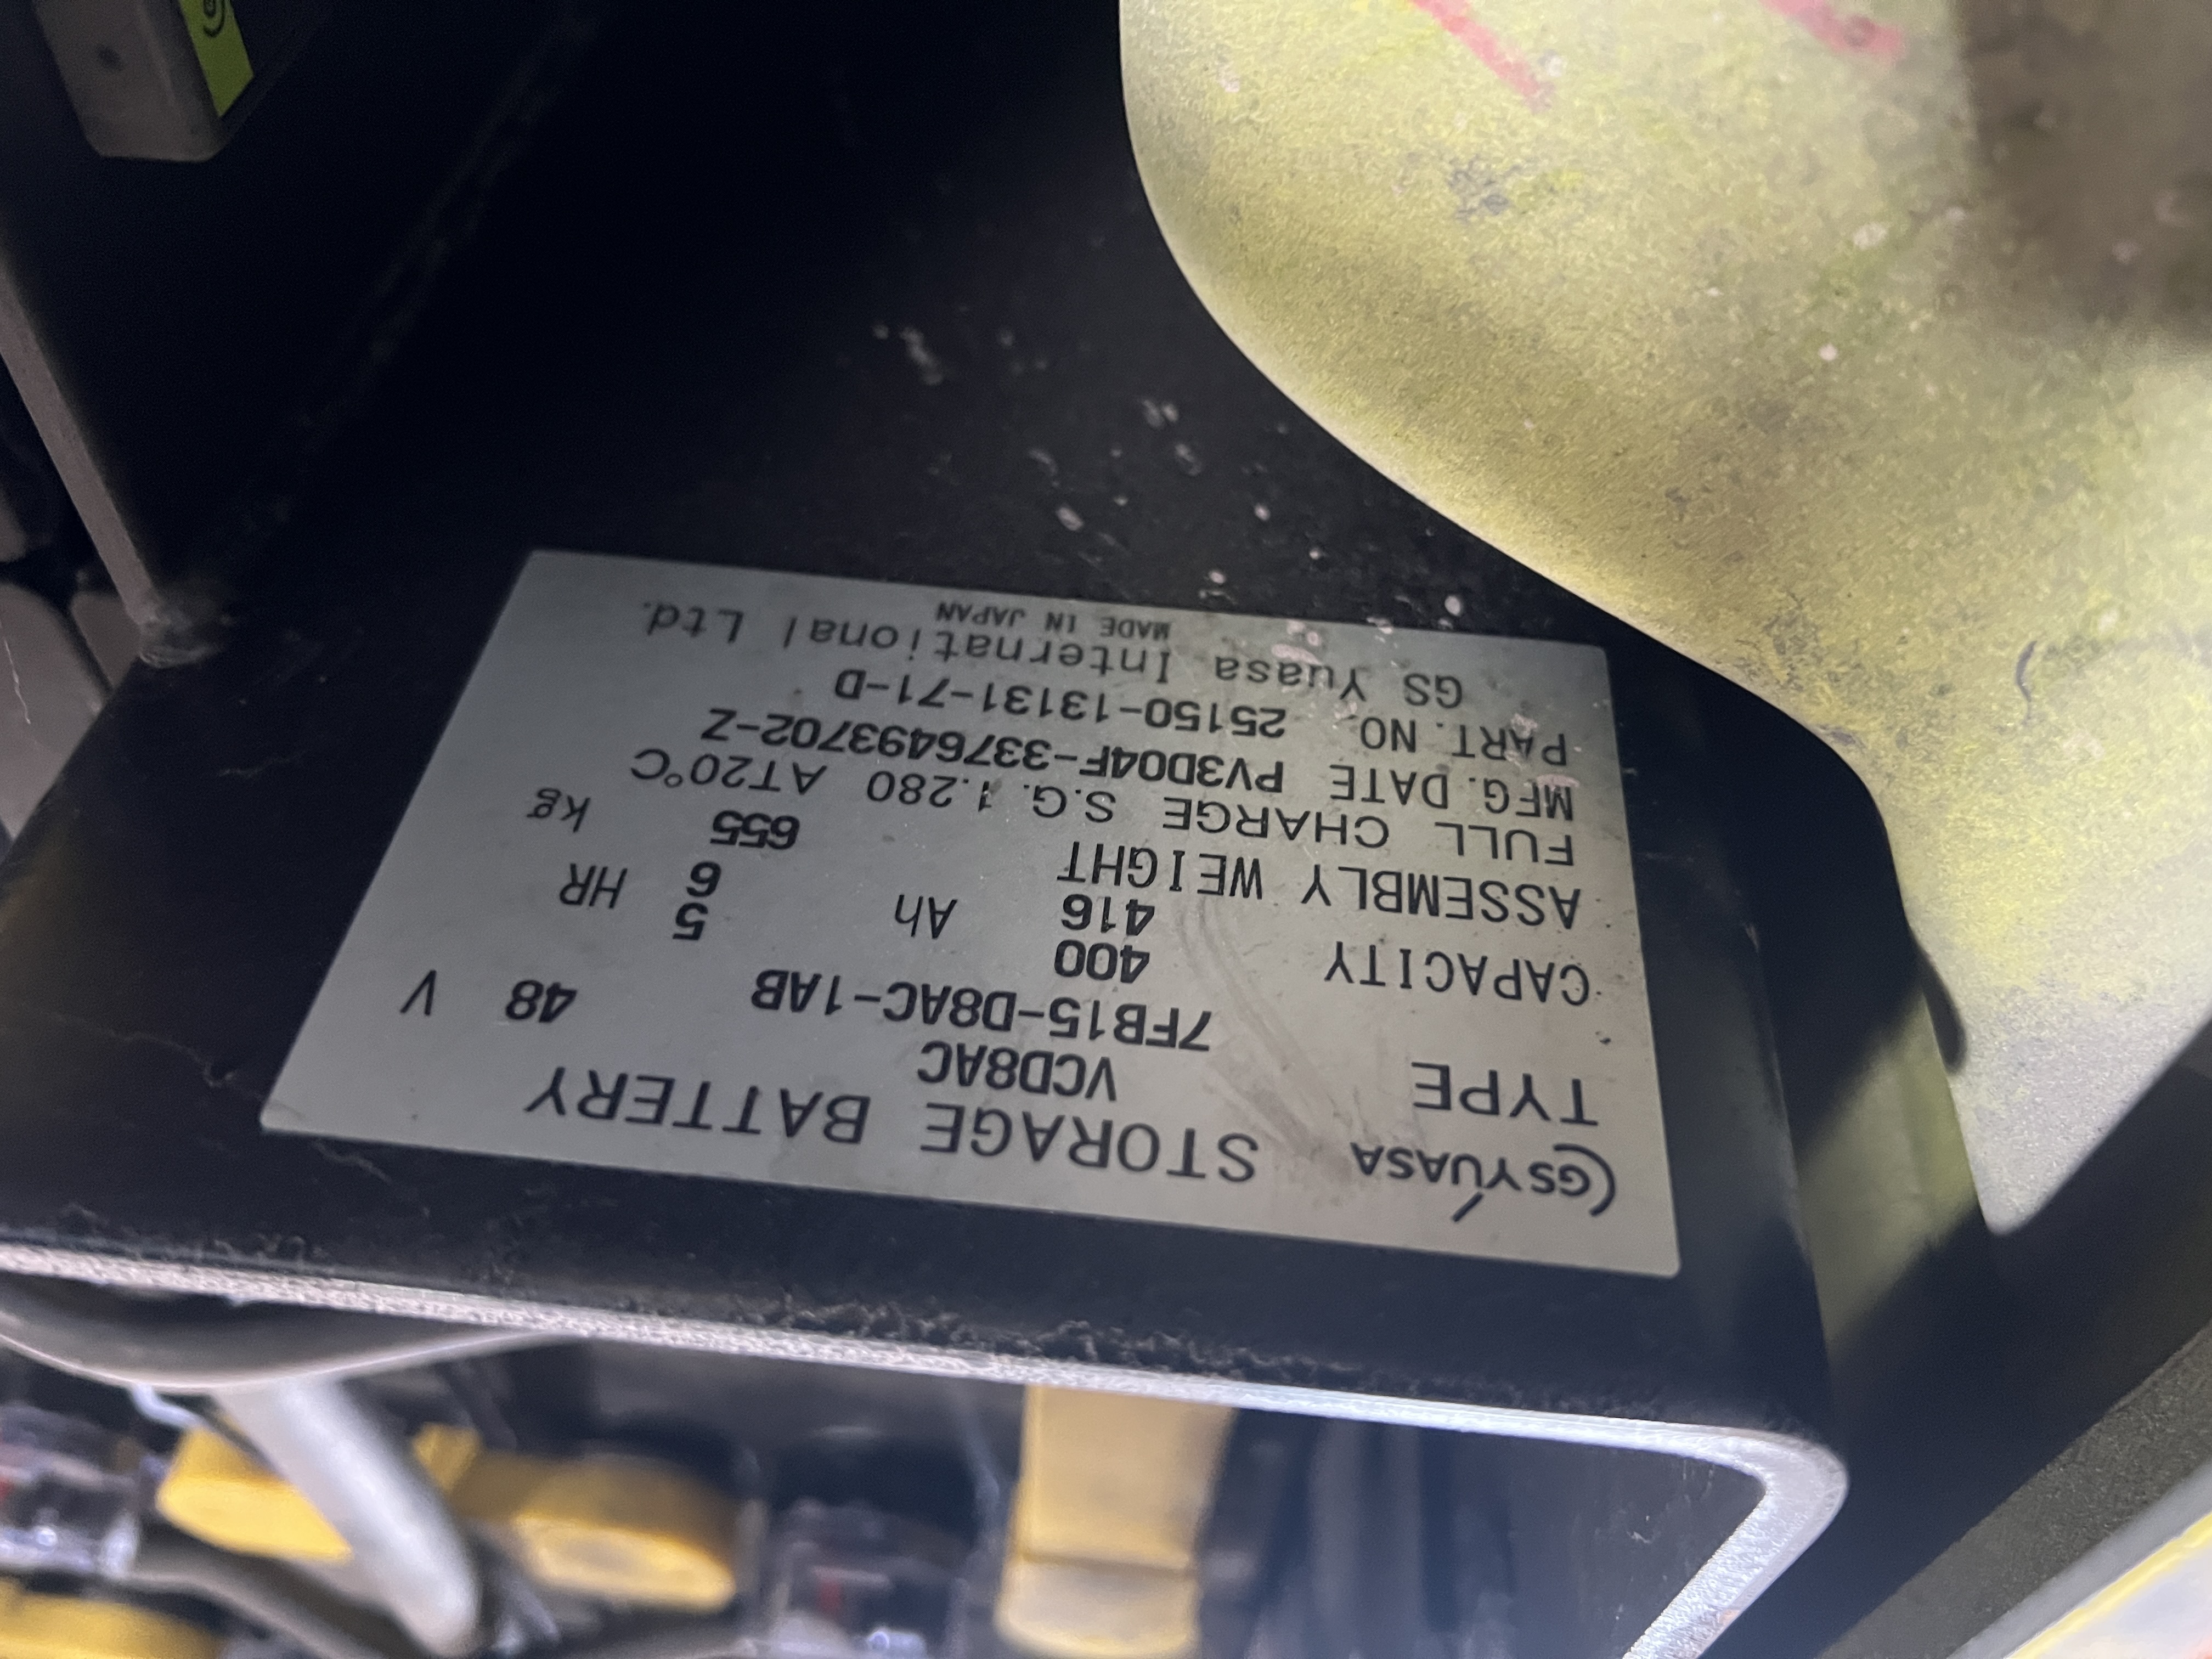 GS YUASA STORAGE BATTERY
VCD8AC
TYPE 7FB15-D8AC-1AB 48 V
400 5
CAPACITY 416 Ah 6 HR
ASSEMBLY WEIGHT 655 kg
FULL CHARGE S.G. 1.280 AT20°C
MFG. DATE PV3D04F-3376493702-Z
PART. NO. 25150-13131-71-D
GS Yuasa International Ltd.
MADE IN JAPAN